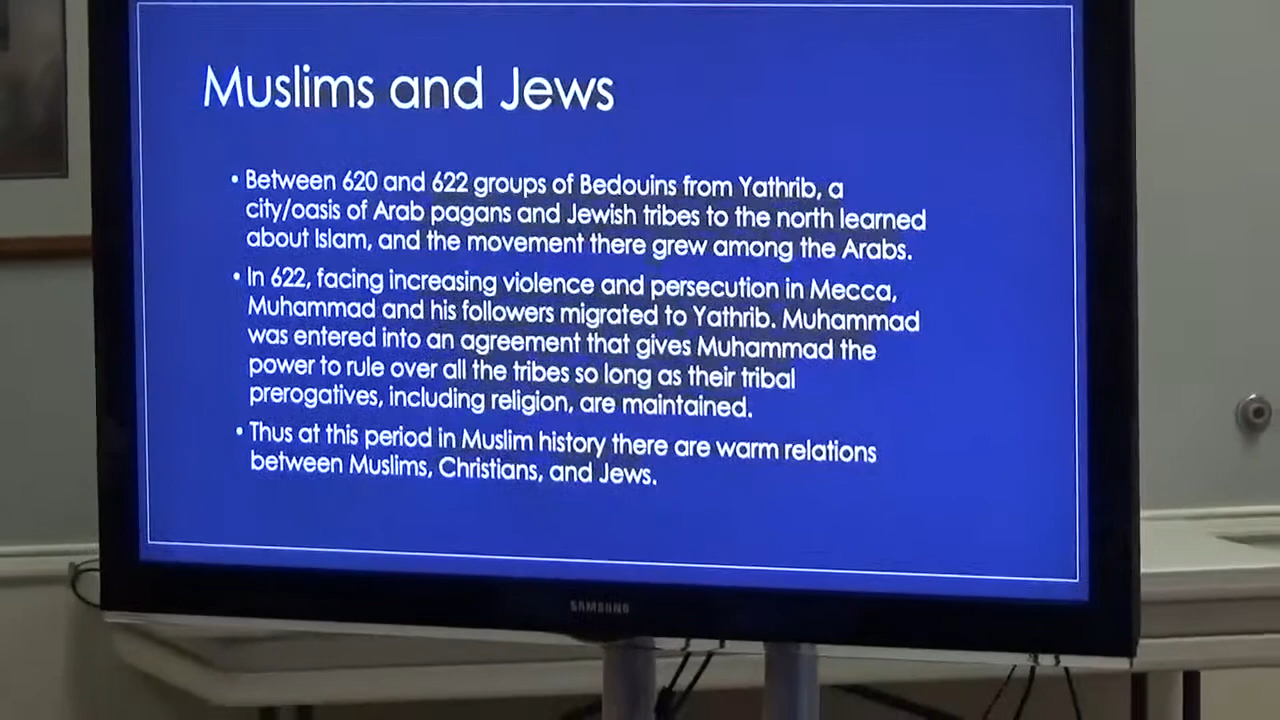 Muslims and Jews
• Between 620 and 622 groups of Bedouins from Yathrib, a
city/oasis of Arab pagans and Jewish tribes to the north learned
about Islam, and the movement there grew among the Arabs.
• In 622, facing increasing violence and persecution in Mecca,
Muhammad and his followers migrated to Yathrib. Muhammad
was entered into an agreement that gives Muhammad the
power to rule over all the tribes so long as their tribal
prerogatives, including religion, are maintained.
• Thus at this period in Muslim history there are warm relations
between Muslims, Christians, and Jews.
SAMSUNG